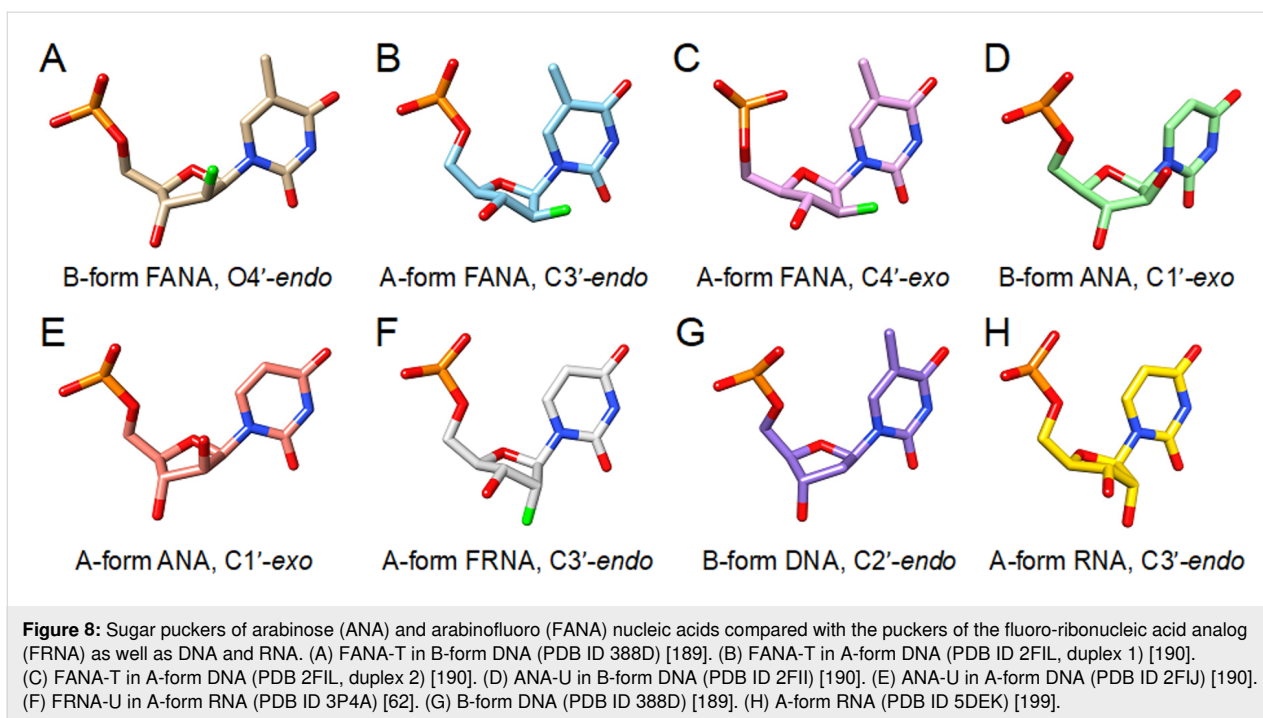 A B C D
B-form FANA, O4′-endo A-form FANA, C3′-endo A-form FANA, C4′-exo B-form ANA, C1′-exo
E F G H
A-form ANA, C1′-exo A-form FRNA, C3′-endo B-form DNA, C2′-endo A-form RNA, C3′-endo
Figure 8: Sugar puckers of arabinose (ANA) and arabinofluoro (FANA) nucleic acids compared with the puckers of the fluoro-ribonucleic acid analog
(FRNA) as well as DNA and RNA. (A) FANA-T in B-form DNA (PDB ID 388D) [189]. (B) FANA-T in A-form DNA (PDB ID 2FIL, duplex 1) [190].
(C) FANA-T in A-form DNA (PDB 2FIL, duplex 2) [190]. (D) ANA-U in B-form DNA (PDB ID 2FII) [190]. (E) ANA-U in A-form DNA (PDB ID 2FIJ) [190].
(F) FRNA-U in A-form RNA (PDB ID 3P4A) [62]. (G) B-form DNA (PDB ID 388D) [189]. (H) A-form RNA (PDB ID 5DEK) [199].